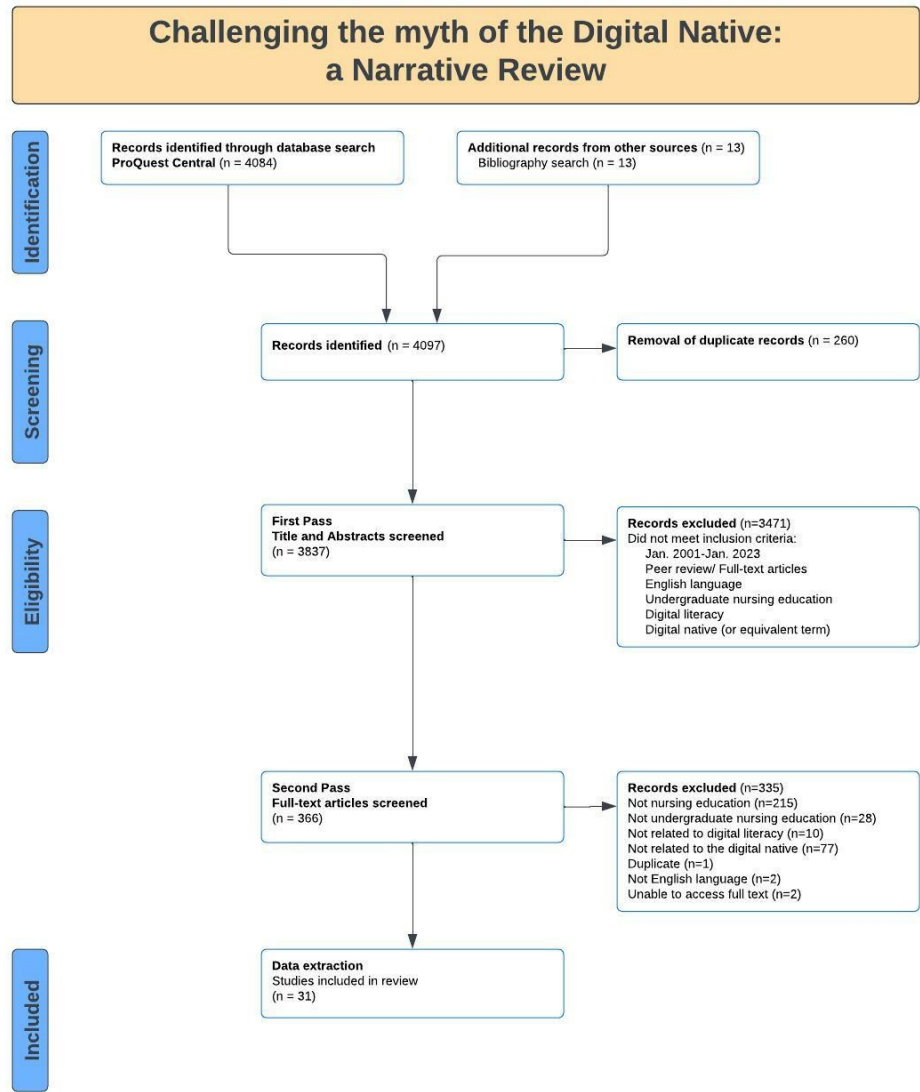 Challenging the myth of the Digital Native:
a Narrative Review
Identification
Records identified through database search
ProQuest Central (n = 4084)
Additional records from other sources (n = 13)
Bibliography search (n = 13)
Screening
Records identified (n = 4097)
Removal of duplicate records (n = 260)
Eligibility
First Pass
Title and Abstracts screened
(n = 3837)
Records excluded (n=3471)
Did not meet inclusion criteria:
Jan. 2001-Jan. 2023
Peer review/ Full-text articles
English language
Undergraduate nursing education
Digital literacy
Digital native (or equivalent term)
Second Pass
Full-text articles screened
(n = 366)
Records excluded (n=335)
Not nursing education (n=215)
Not undergraduate nursing education (n=28)
Not related to digital literacy (n=10)
Not related to the digital native (n=77)
Duplicate (n=1)
Not English language (n=2)
Unable to access full text (n=2)
Included
Data extraction
Studies included in review
(n = 31)